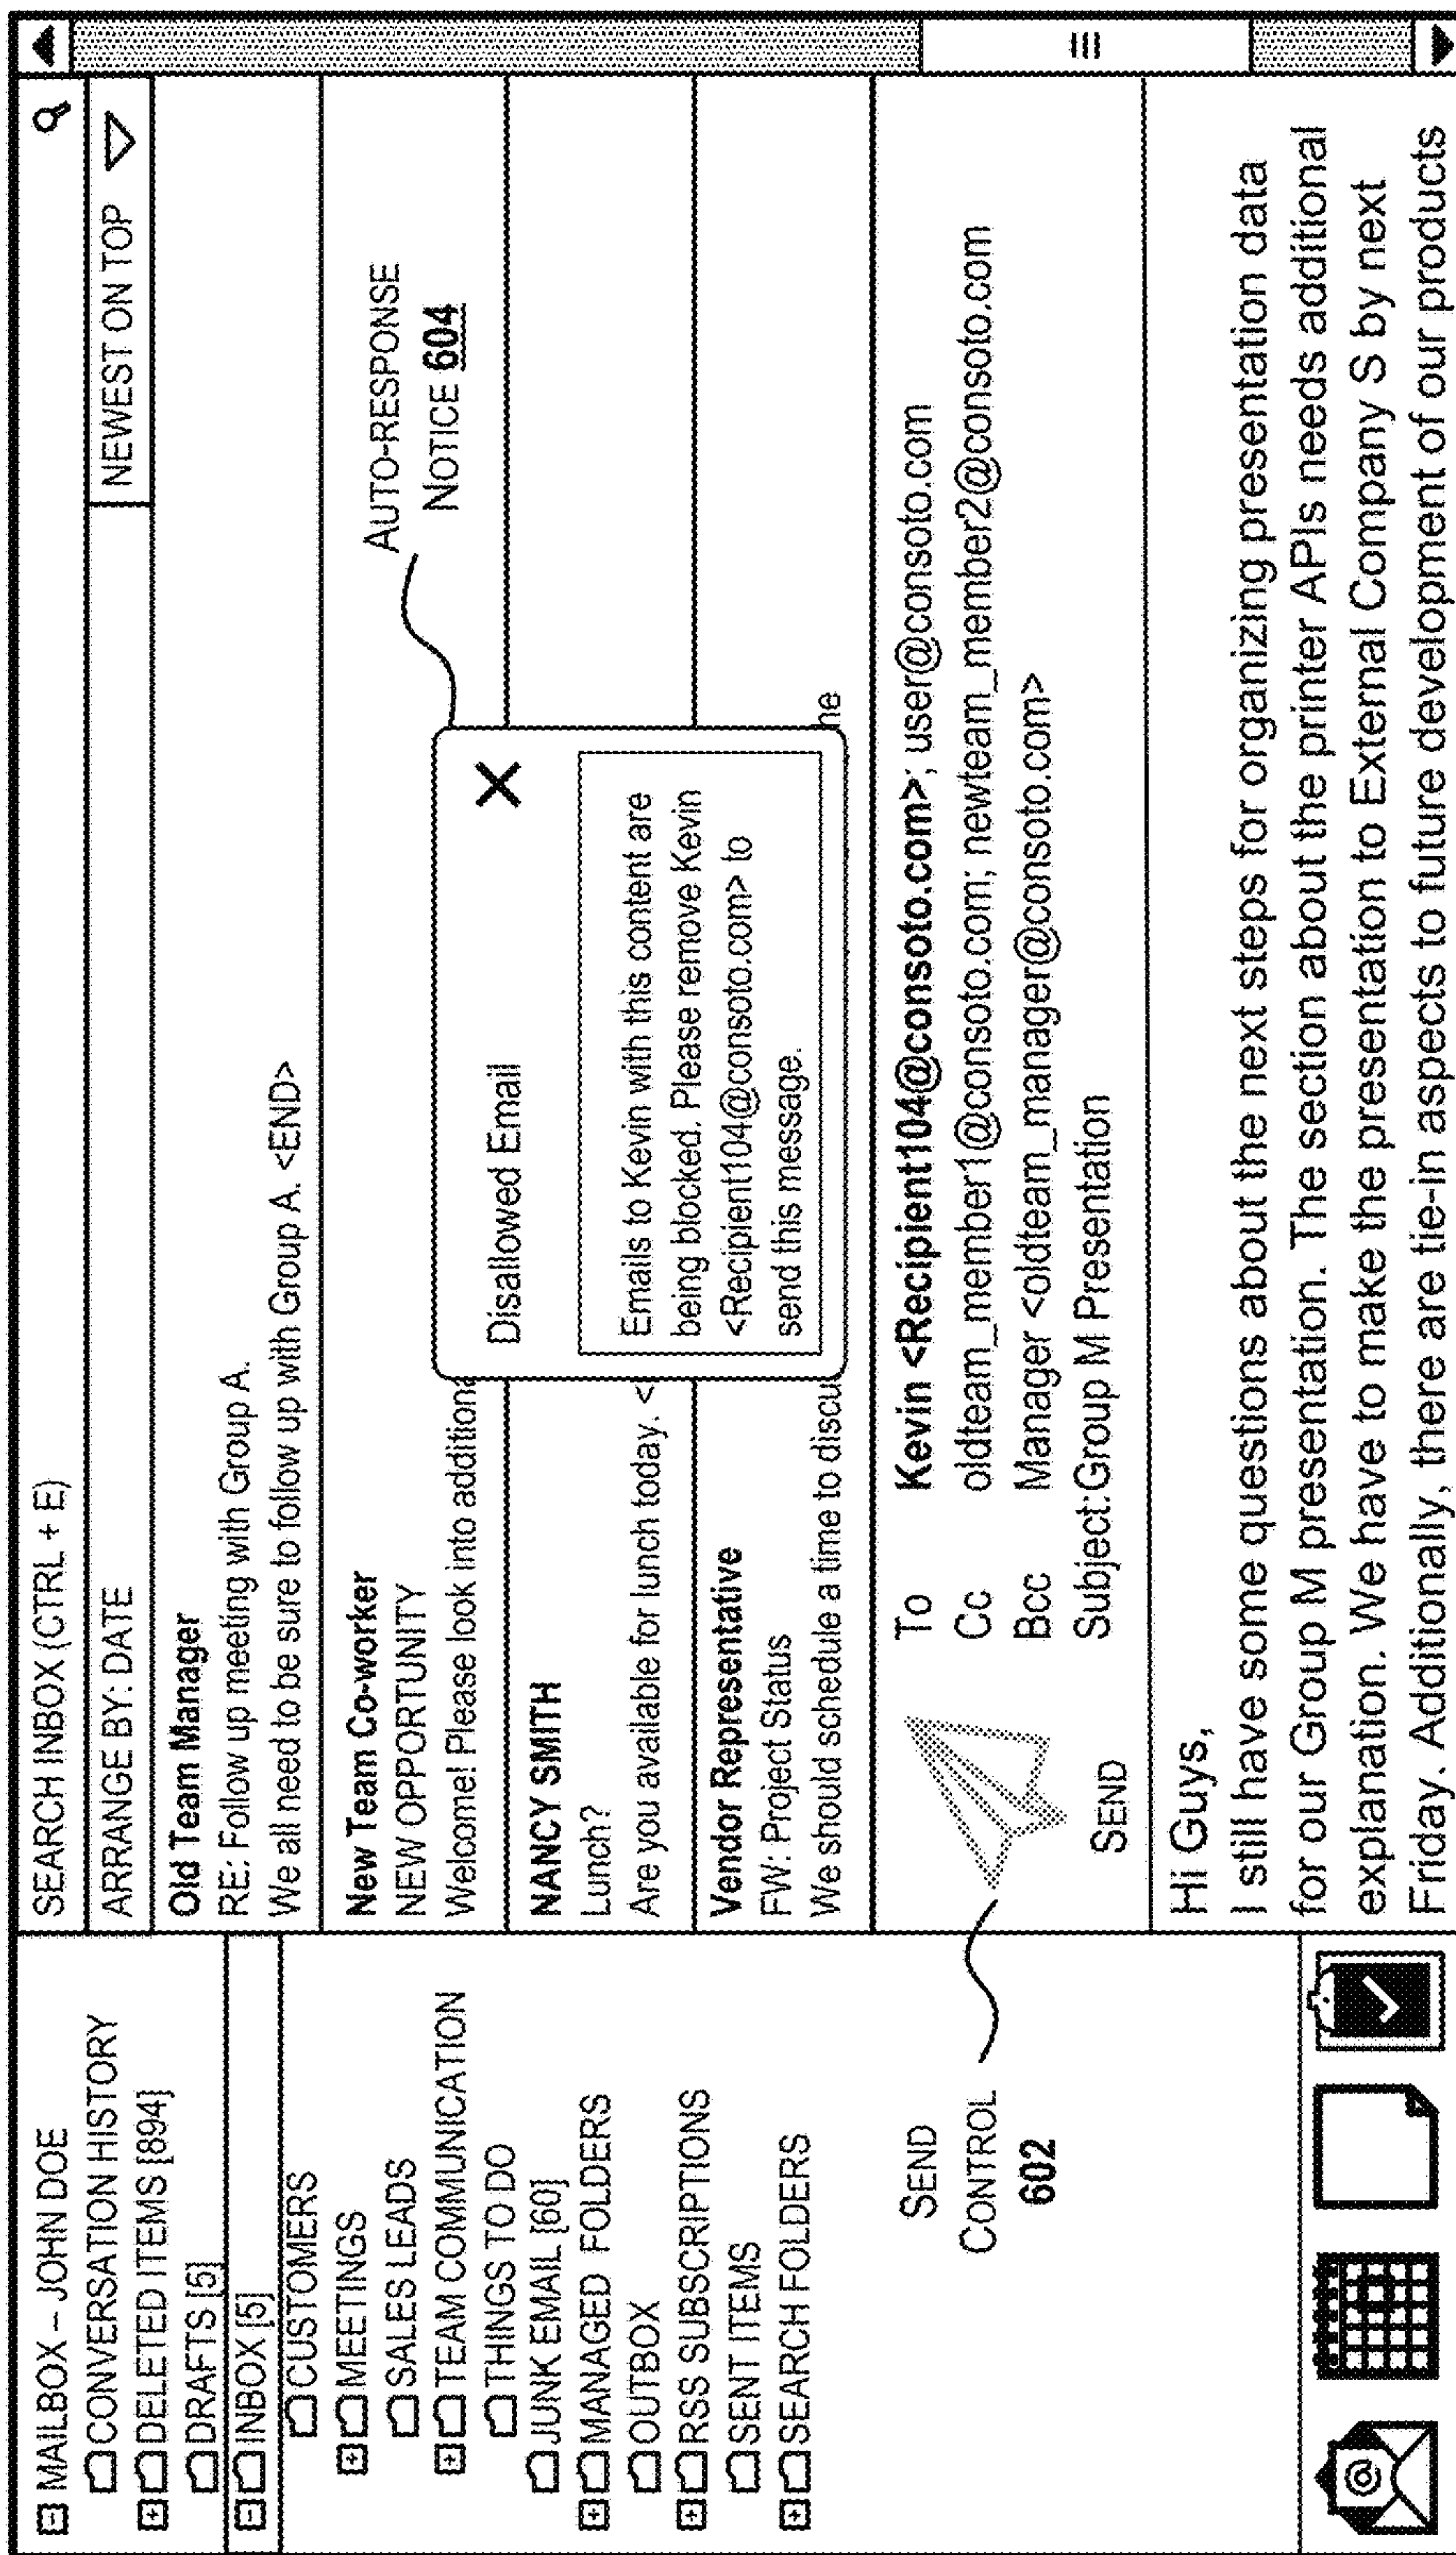 MAILBOX – JOHN DOE
CONVERSATION HISTORY
DELETED ITEMS [894]
DRAFTS [5]
INBOX [5]
CUSTOMERS
MEETINGS
SALES LEADS
TEAM COMMUNICATION
THINGS TO DO
JUNK EMAIL [60]
MANAGED FOLDERS
OUTBOX
RSS SUBSCRIPTIONS
SENT ITEMS
SEARCH FOLDERS
SEND
CONTROL
602
SEARCH INBOX (CTRL + E)
ARRANGE BY: DATE
NEWEST ON TOP
Old Team Manager
RE: Follow up meeting with Group A.
We all need to be sure to follow up with Group A. <END>
New Team Co-worker
NEW OPPORTUNITY
Welcome! Please look into additiona
NANCY SMITH
Lunch?
Are you available for lunch today. <
Vendor Representative
FW: Project Status
We should schedule a time to discu
he
AUTO-RESPONSE
NOTICE 604
Disallowed Email
Emails to Kevin with this content are
being blocked. Please remove Kevin
<Recipient104@consoto.com> to
send this message.
SEND
To Kevin <Recipient104@consoto.com>; user@consoto.com
Cc oldteam_member1@consoto.com; newteam_member2@consoto.com
Bcc Manager <oldteam_manager@consoto.com>
Subject:Group M Presentation
Hi Guys,
I still have some questions about the next steps for organizing presentation data
for our Group M presentation. The section about the printer APIs needs additional
explanation. We have to make the presentation to External Company S by next
Friday. Additionally, there are tie-in aspects to future development of our products